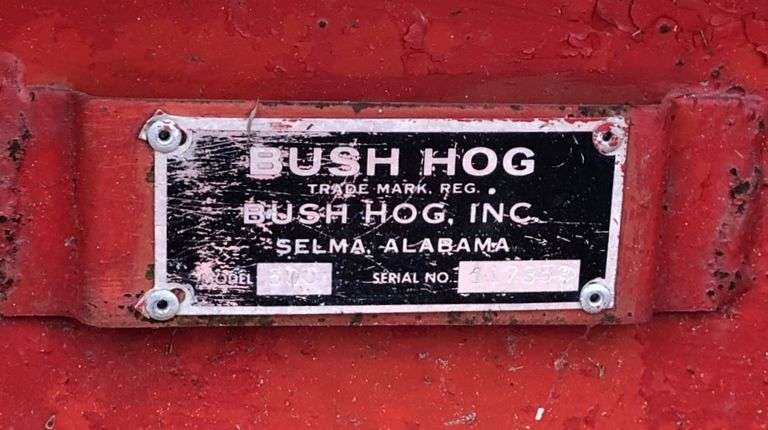 BUSH HOG
TRADE MARK. REG.
BUSH HOG, INC.
SELMA, ALABAMA
MODEL SERIAL NO.